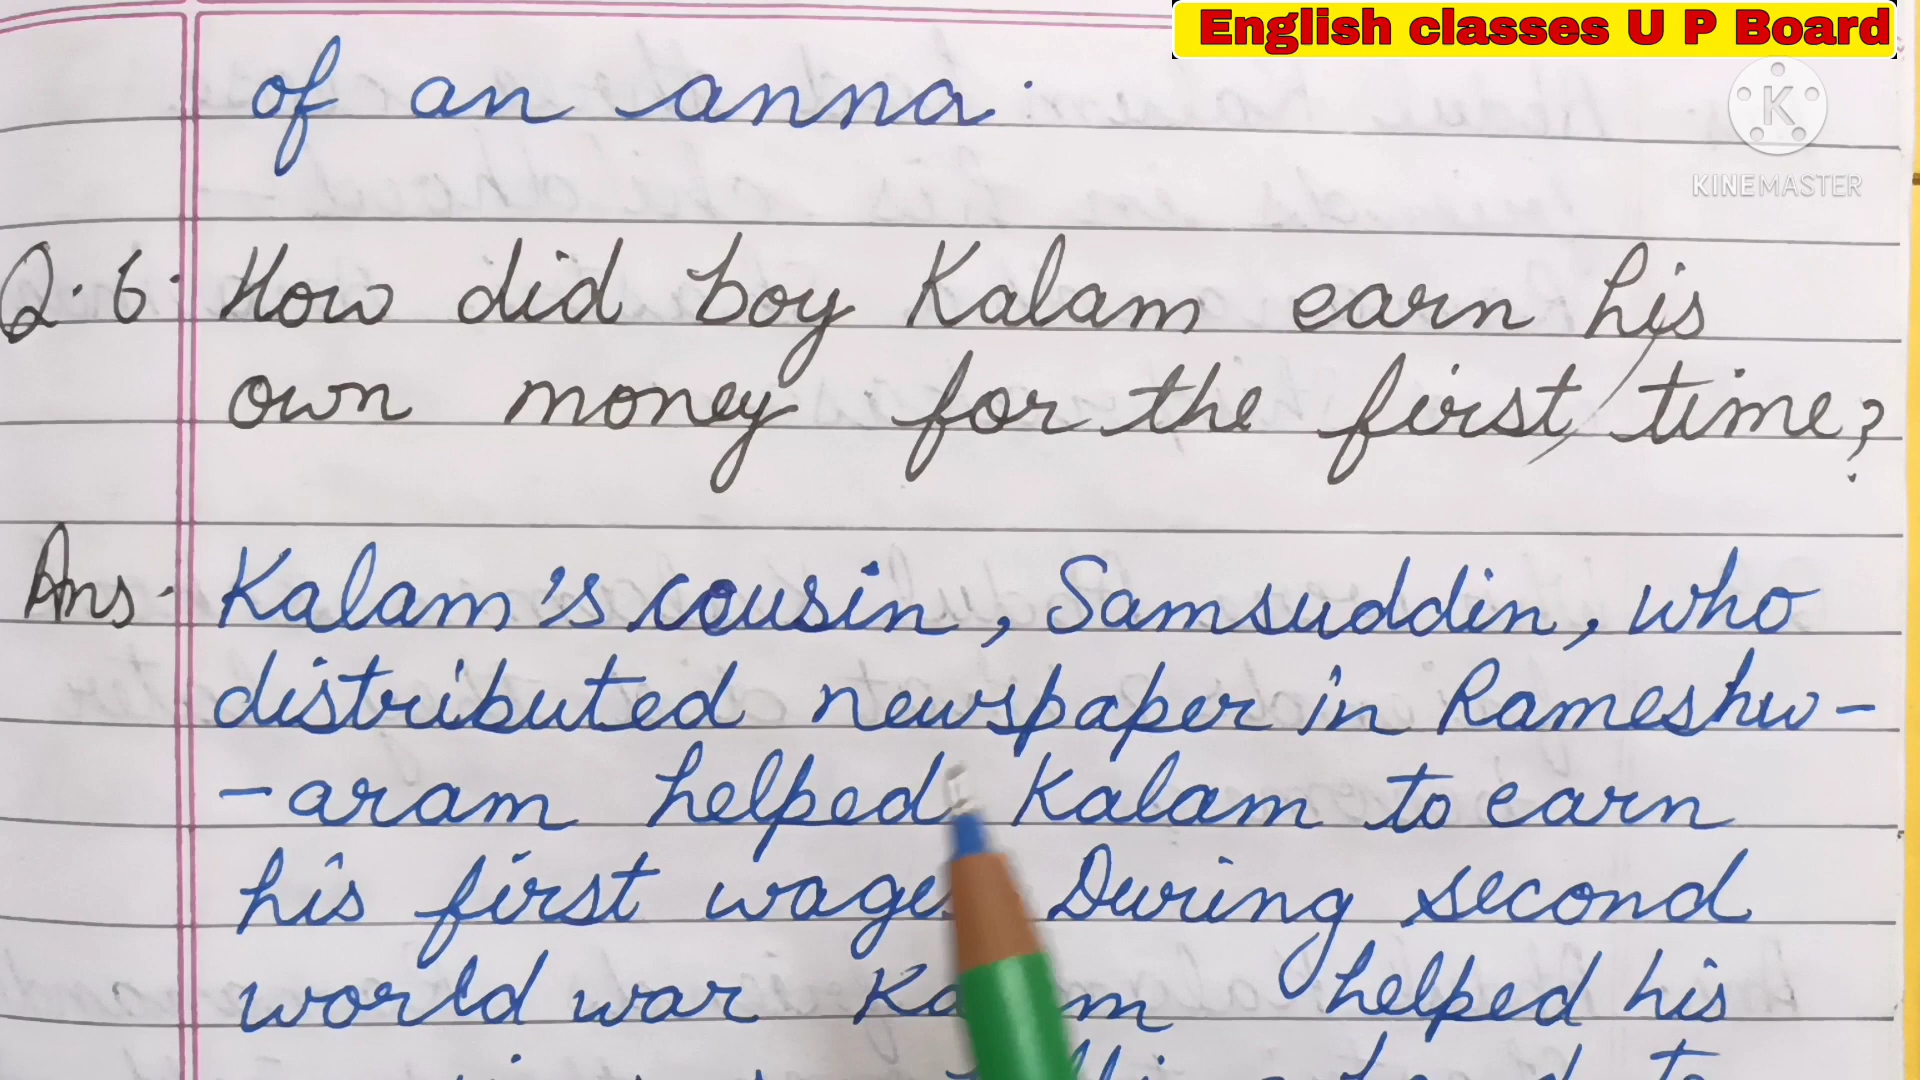 English classes U P Board
KINEMASTER
of an anna.
Q.6. How did boy Kalam earn his
own money for the first time?
Ans. Kalam's cousin, Samsuddin, who
distributed newspaper in Rameshw-
-aram helped Kalam to earn
his first wages During second
world war Kalam helped his